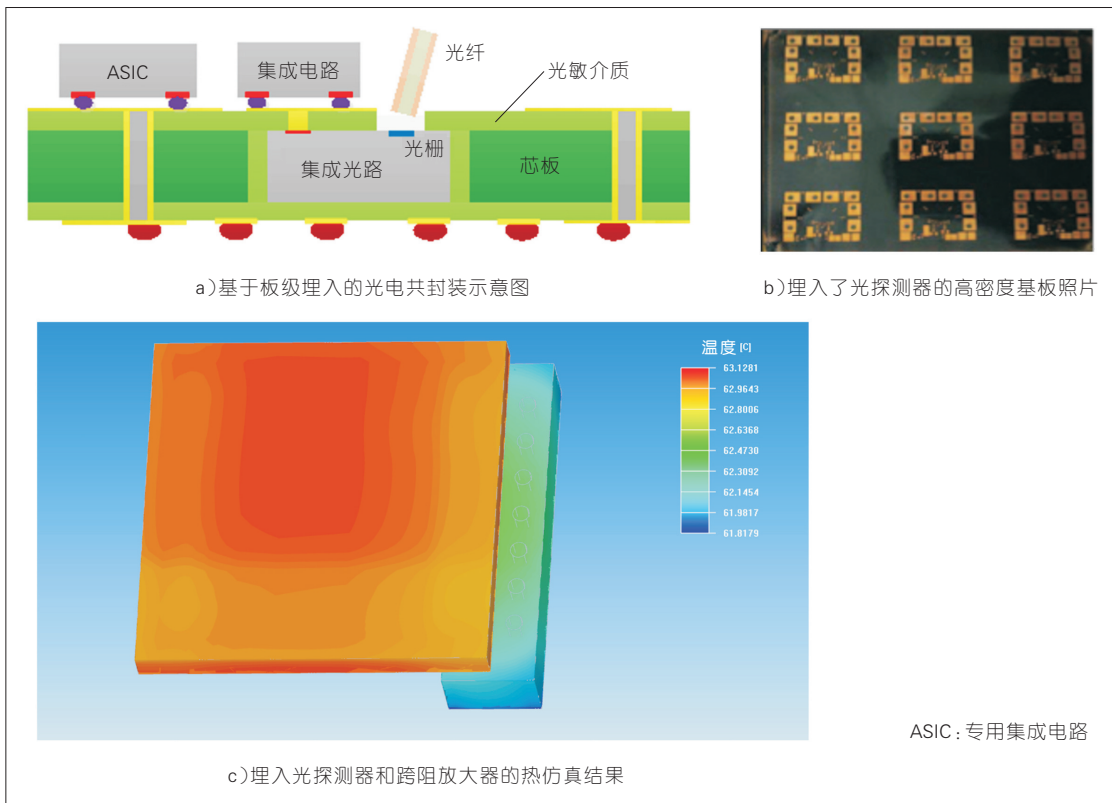 ASIC
集成电路
光纤
光敏介质
光栅
集成光路
芯板
a)基于板级埋入的光电共封装示意图
b)埋入了光探测器的高密度基板照片
温度 [C]
63.1281
62.9643
62.8006
62.6368
62.4730
62.3092
62.1454
61.9817
61.8179
ASIC:专用集成电路
c)埋入光探测器和跨阻放大器的热仿真结果